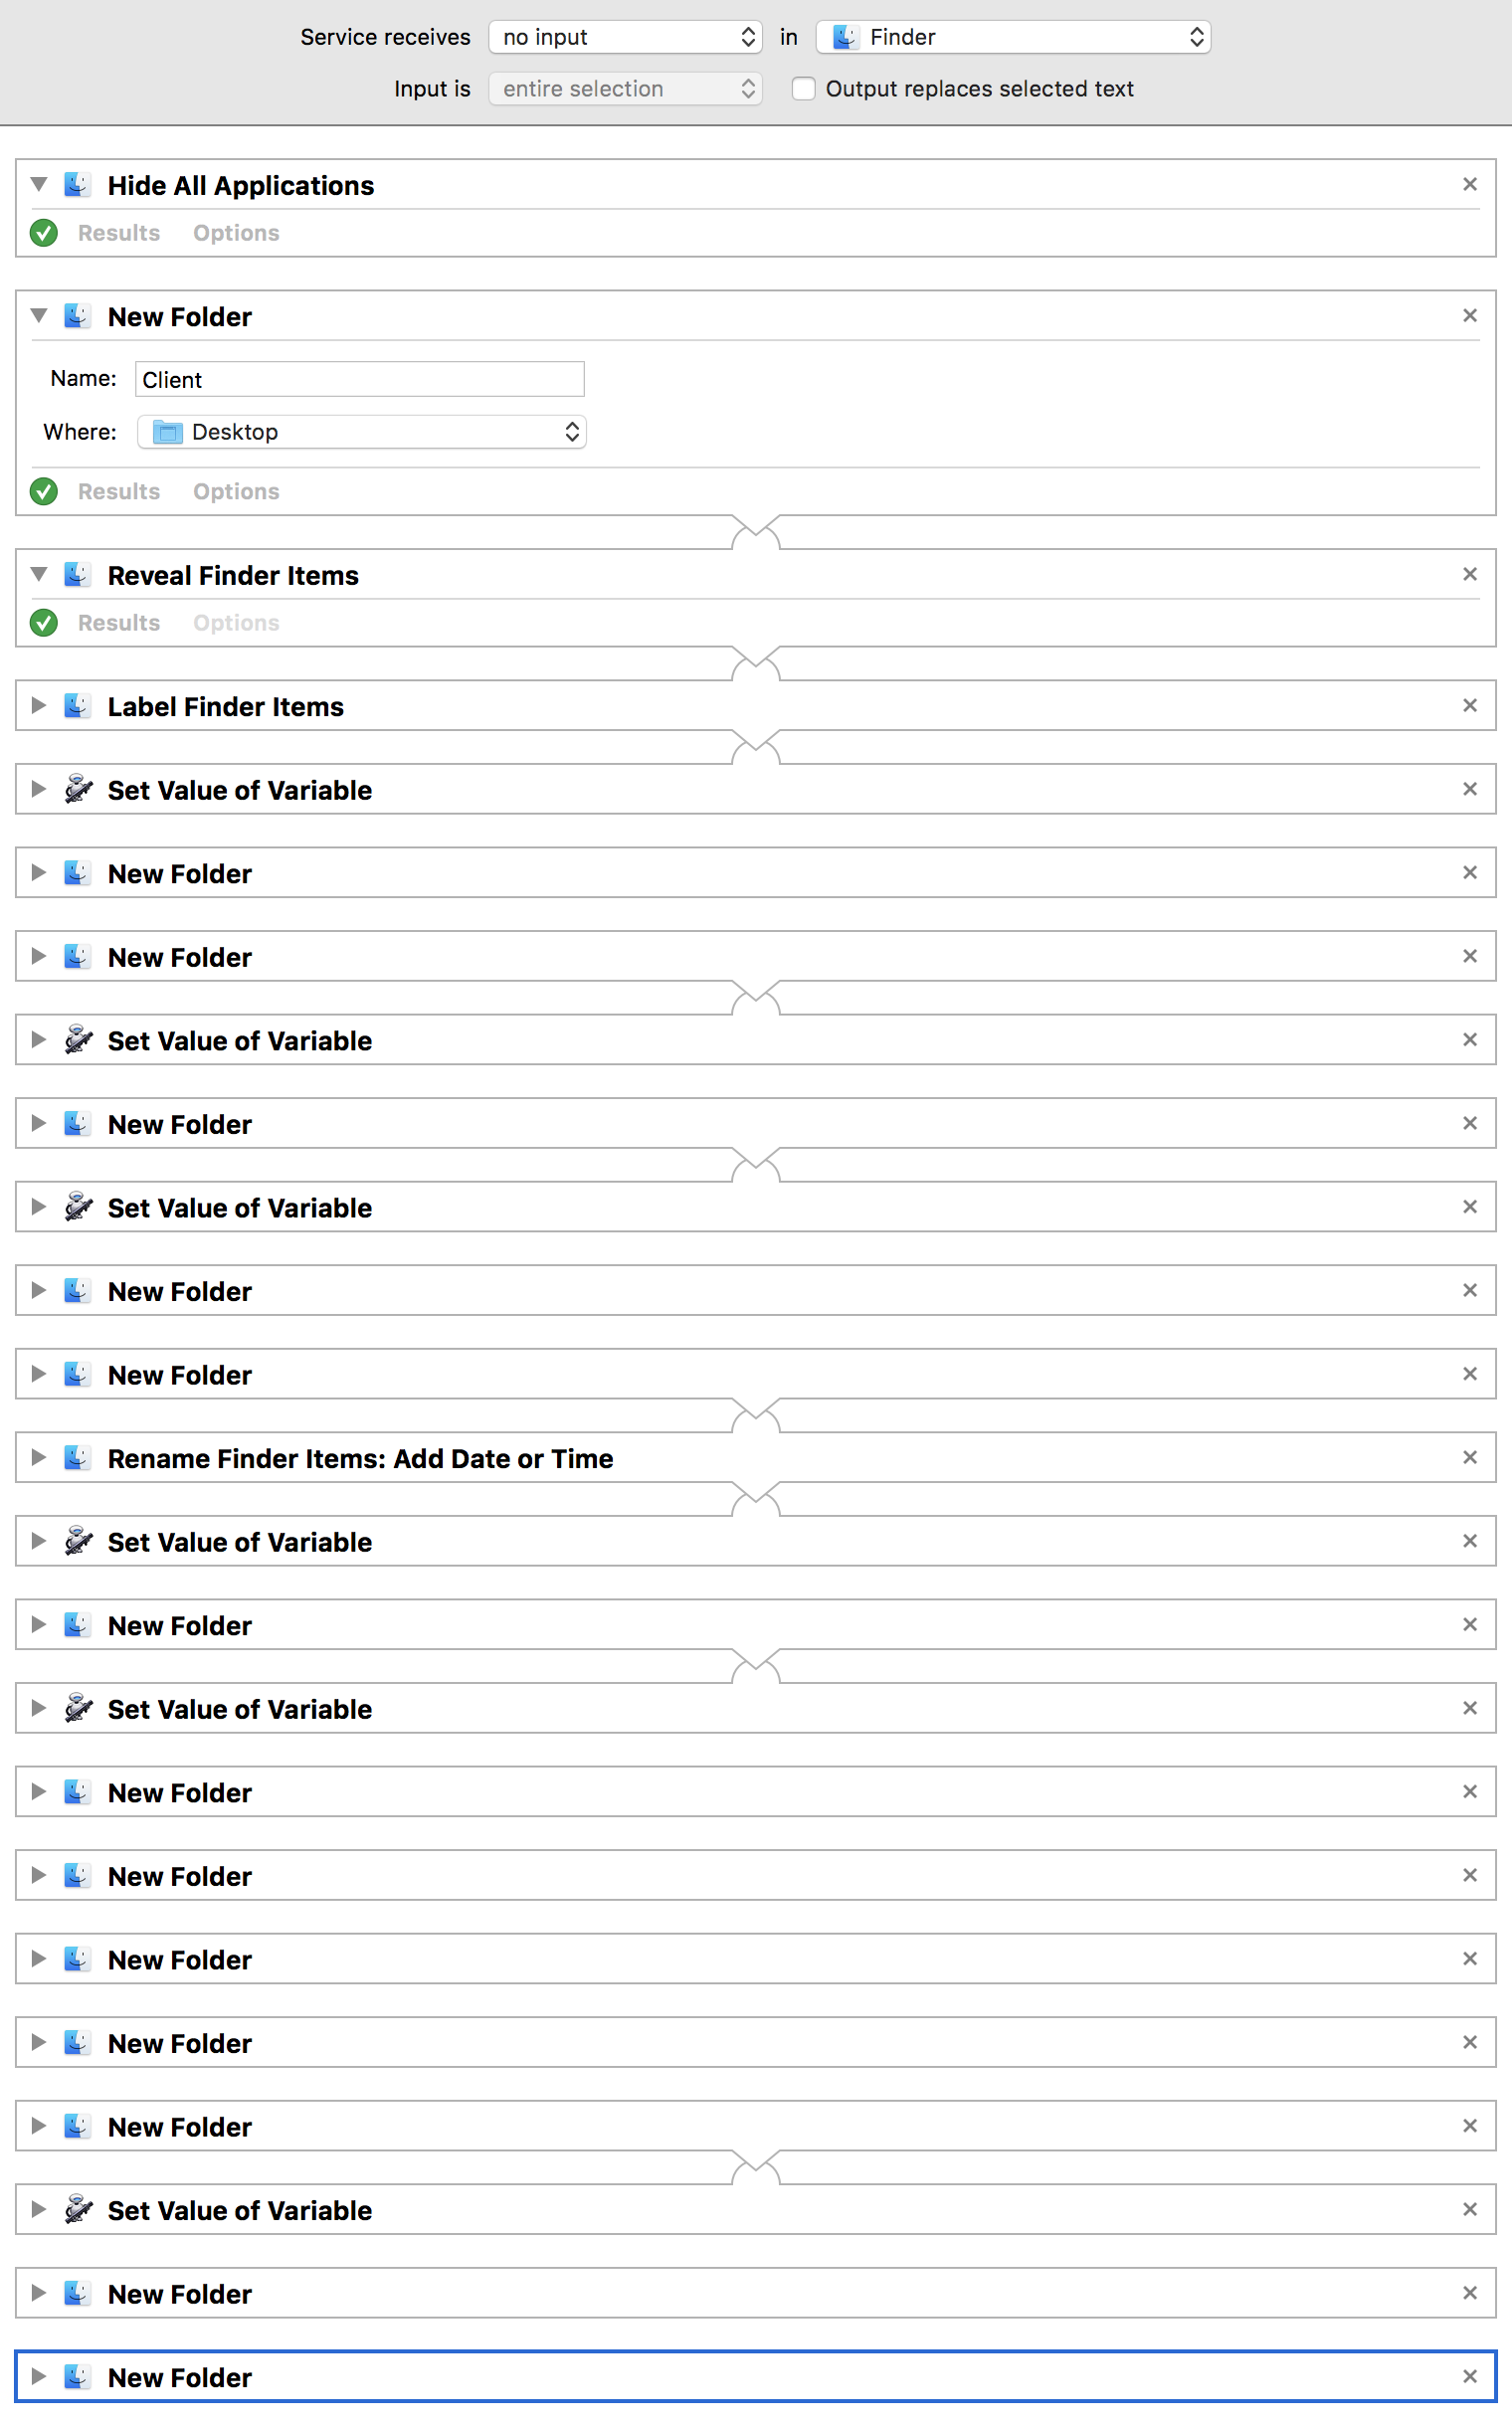 Service receives no input in Finder
Input is entire selection Output replaces selected text
Hide All Applications
Results Options
New Folder
Name: Client
Where: Desktop
Results Options
Reveal Finder Items
Results Options
Label Finder Items
Set Value of Variable
New Folder
New Folder
Set Value of Variable
New Folder
Set Value of Variable
New Folder
New Folder
Rename Finder Items: Add Date or Time
Set Value of Variable
New Folder
Set Value of Variable
New Folder
New Folder
New Folder
New Folder
New Folder
Set Value of Variable
New Folder
New Folder